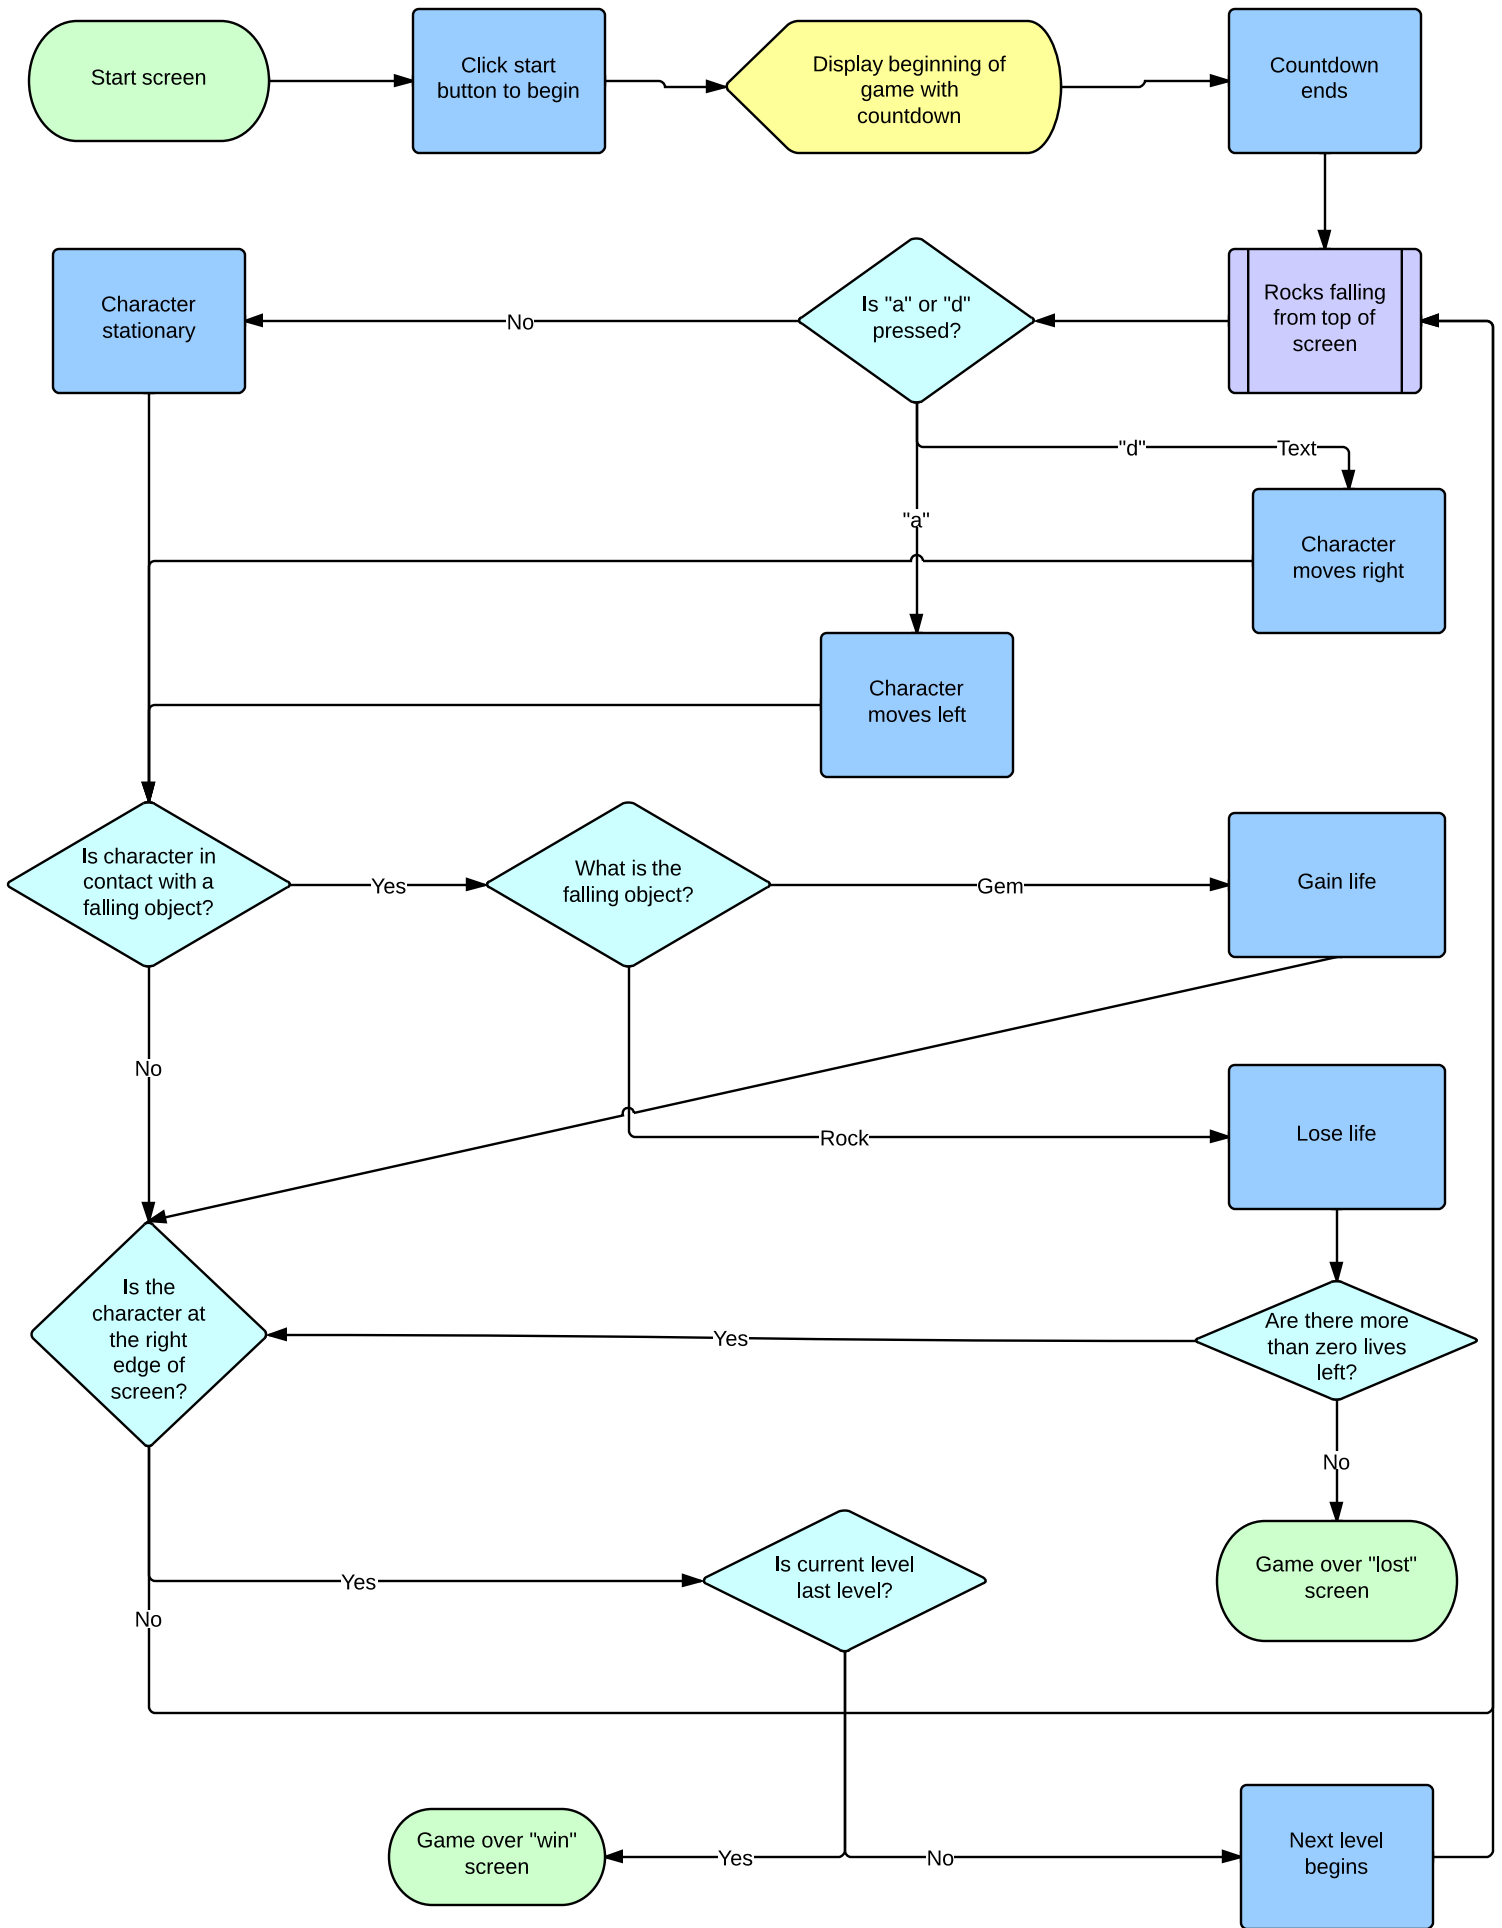 Start screen
Click start
button to begin
Display beginning of
game with
countdown
Countdown
ends
Character
stationary
No
Is "a" or "d"
pressed?
Rocks falling
from top of
screen
"d"
Text
"a"
Character
moves right
Character
moves left
Is character in
contact with a
falling object?
Yes
What is the
falling object?
Gem
Gain life
No
Rock
Lose life
Is the
character at
the right
edge of
screen?
Yes
Are there more
than zero lives
left?
No
Game over "lost"
screen
Yes
Is current level
last level?
No
Game over "win"
screen
Yes
No
Next level
begins